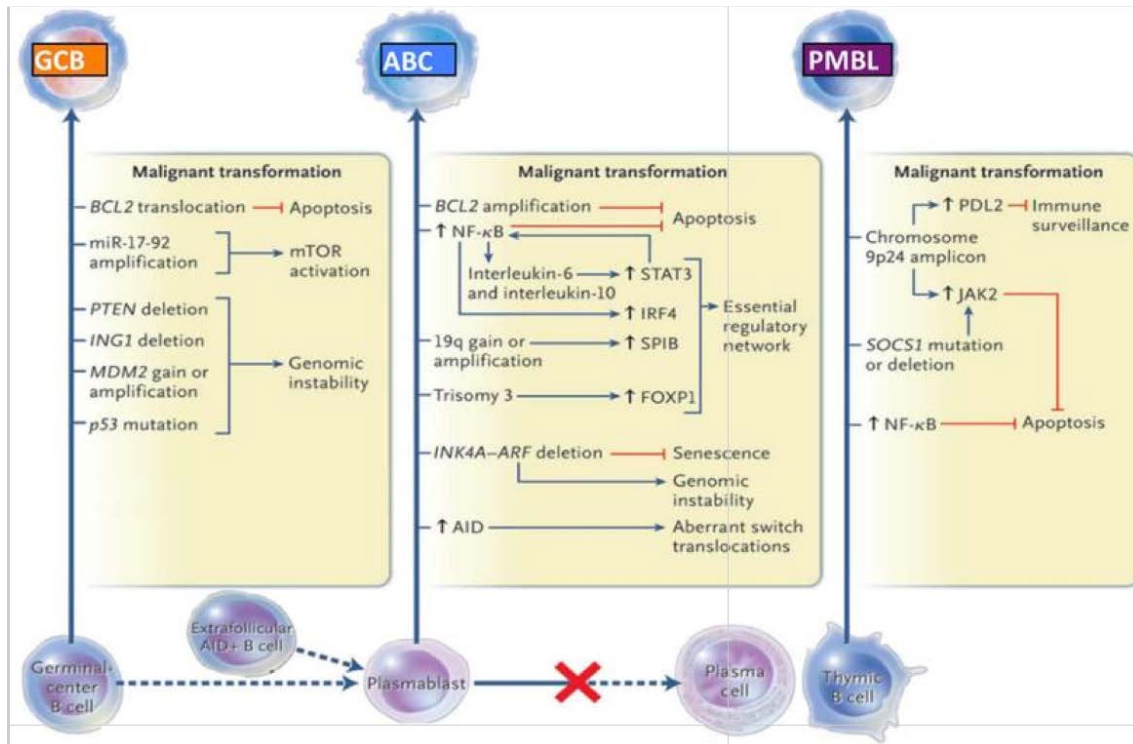 GCB
ABC
PMBL
Malignant transformation
BCL2 translocation
Apoptosis
miR-17-92
amplification
mTOR
activation
PTEN deletion
ING1 deletion
MDM2 gain or
amplification
p53 mutation
Genomic
instability
Malignant transformation
BCL2 amplification
Apoptosis
↑ NF-κB
Interleukin-6
and interleukin-10
↑ STAT3
↑ IRF4
19q gain or
amplification
↑ SPIB
Trisomy 3
↑ FOXP1
Essential
regulatory
network
INK4A–ARF deletion
Senescence
Genomic
instability
↑ AID
Aberrant switch
translocations
Malignant transformation
↑ PDL2
Immune
surveillance
Chromosome
9p24 amplicon
↑ JAK2
SOCS1 mutation
or deletion
↑ NF-κB
Apoptosis
Germinal-
center
B cell
Extrafollicular
AID+ B cell
Plasmablast
Plasma
cell
Thymic
B cell